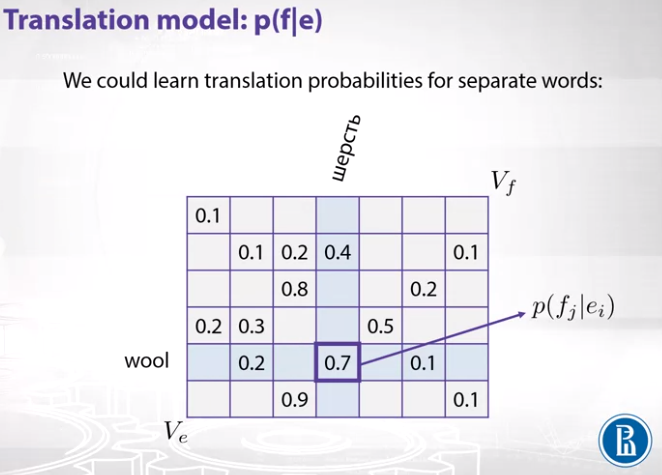 Translation model: p(f|e)
We could learn translation probabilities for separate words:
шерсть
V_f
0.1
0.1 0.2 0.4 0.1
0.8 0.2
p(f_j|e_i)
0.2 0.3 0.5
wool 0.2 0.7 0.1
0.9 0.1
V_e